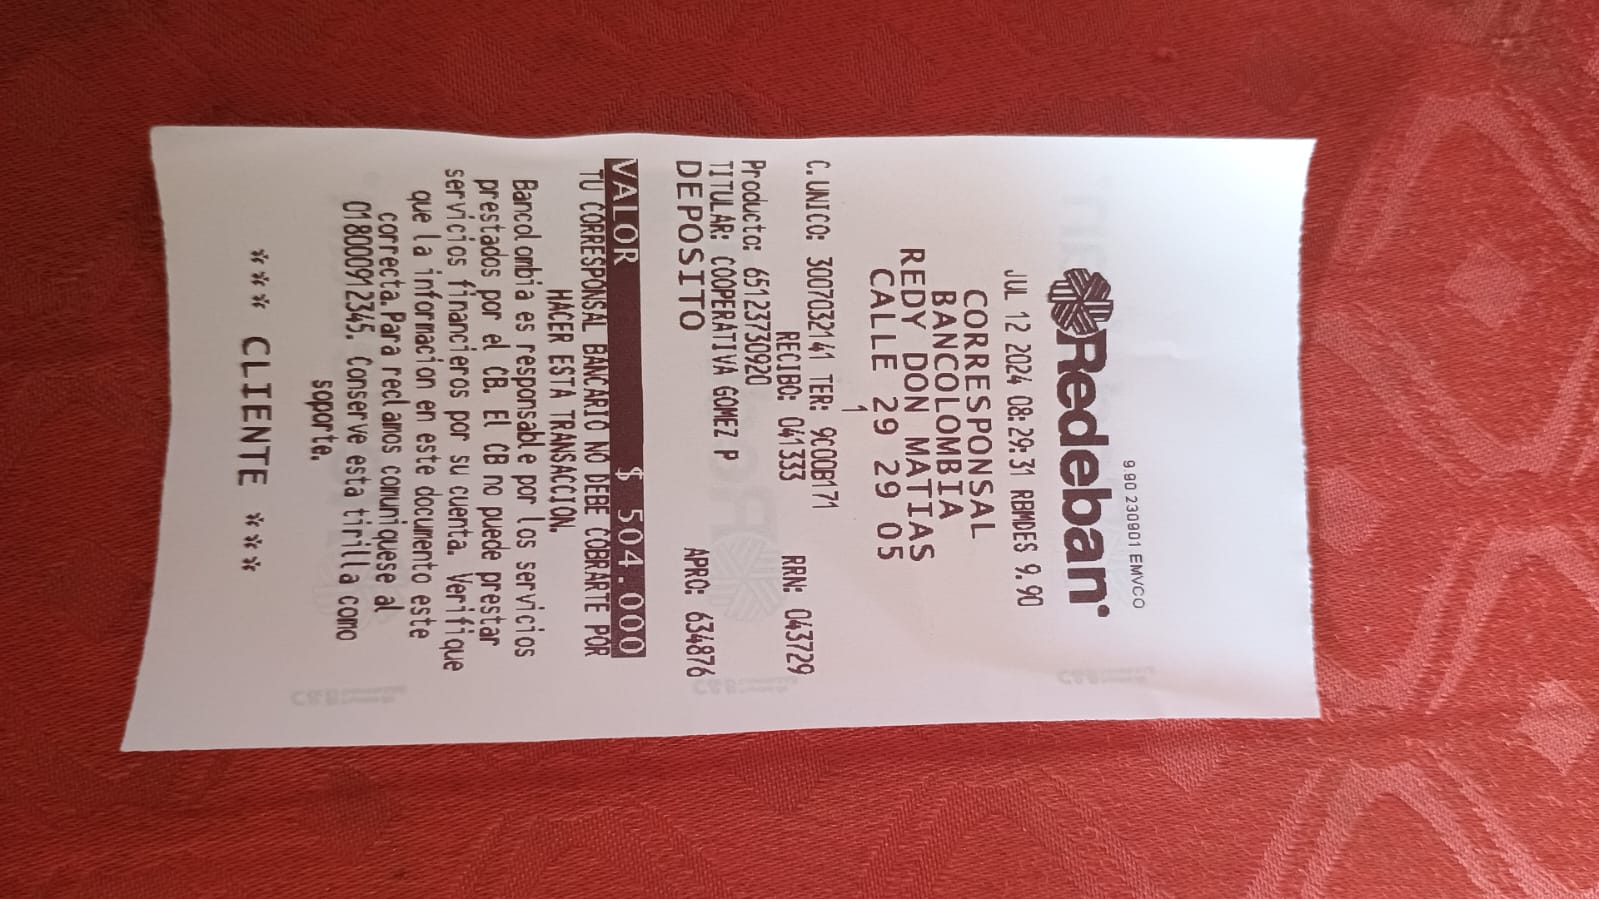 9.90 230901 EMVCO
Redeban
JUL 12 2024 08:29:31 RBMDES 9.90
CORRESPONSAL
BANCOLOMBIA
REDY DON MATIAS
CALLE 29 29 05
1
C. UNICO: 3007032141 TER: 9C00B171
RECIBO: 041333 RRN: 043729
Producto: 65123730920
TITULAR: COOPERATIVA GOMEZ P
DEPOSITO APRO: 634876
VALOR $ 504.000
TU CORRESPONSAL BANCARIO NO DEBE COBRARTE POR
HACER ESTA TRANSACCION.
Bancolombia es responsable por los servicios
prestados por el CB. El CB no puede prestar
servicios financieros por su cuenta. Verifique
que la informacion en este documento este
correcta.Para reclamos comuniquese al
018000912345. Conserve esta tirilla como
soporte.
*** CLIENTE ***